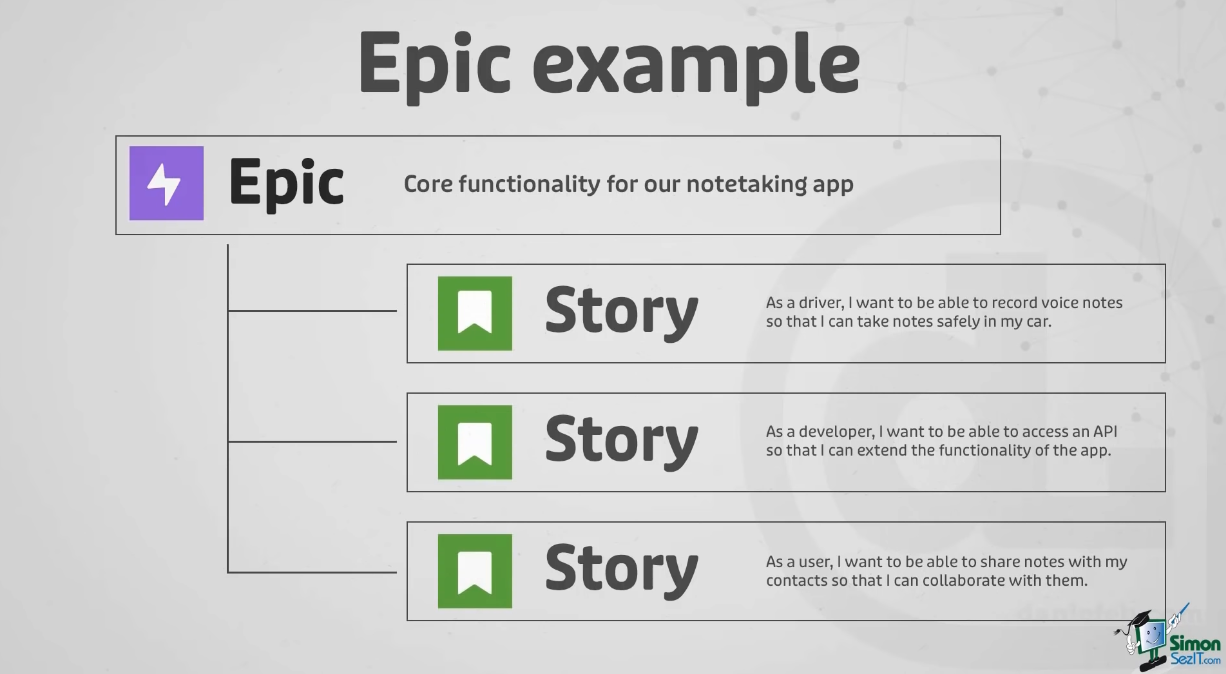 Epic example
Epic
Core functionality for our notetaking app
Story
As a driver, I want to be able to record voice notes
so that I can take notes safely in my car.
Story
As a developer, I want to be able to access an API
so that I can extend the functionality of the app.
Story
As a user, I want to be able to share notes with my
contacts so that I can collaborate with them.
Simon
SezIT.com